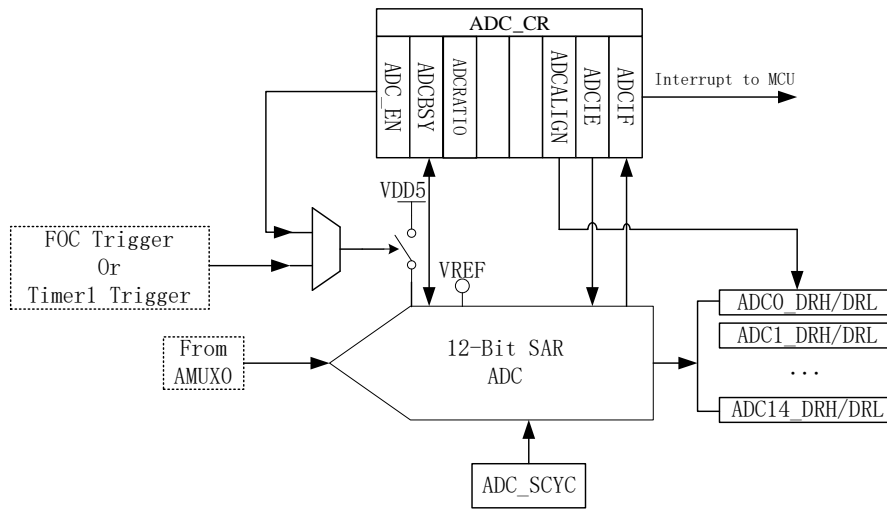 ADC_CR
ADC_EN
ADCBSY
ADCRATIO
ADCALIGN
ADCIE
ADCIF
Interrupt to MCU
VDD5
FOC Trigger
Or
Timer1 Trigger
VREF
ADC0_DRH/DRL
ADC1_DRH/DRL
...
ADC14_DRH/DRL
12-Bit SAR
ADC
From
AMUX0
ADC_SCYC